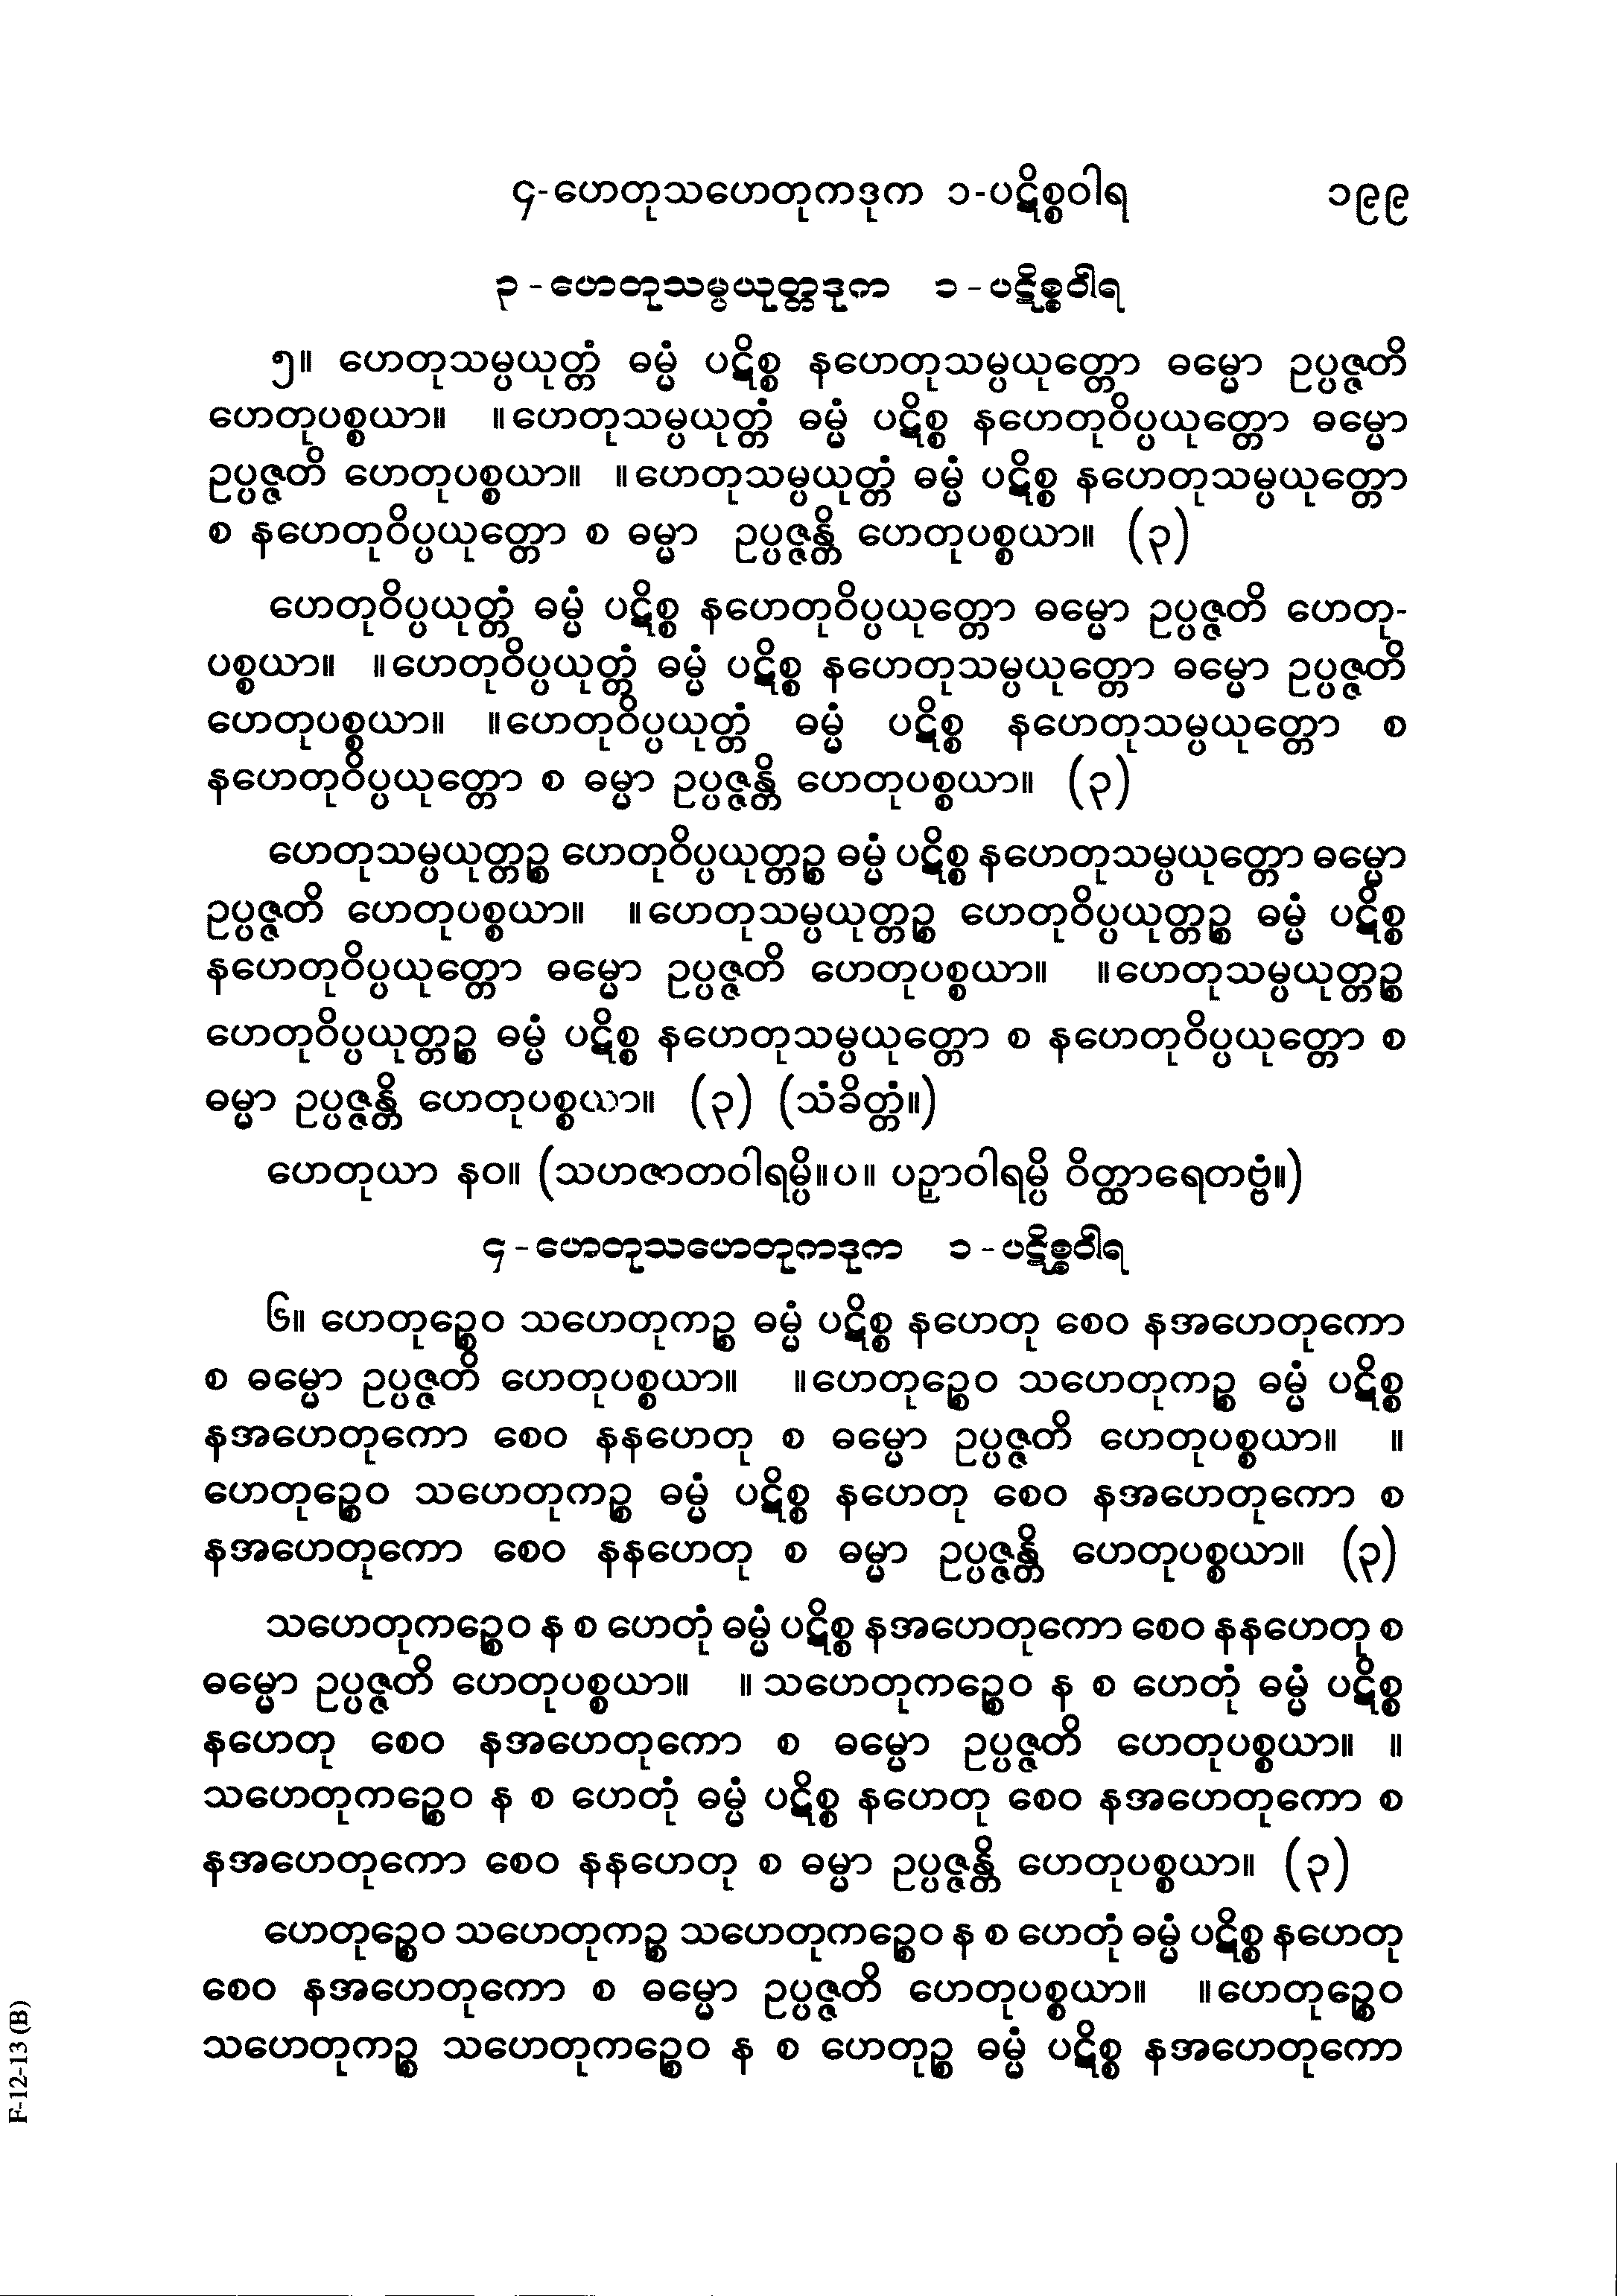 ၄-ဟေတုသဟေတုကဒုက ၁-ပဋိစ္စဝါရ ၁၉၉
၃-ဟေတုသမ္ပယုတ္တဒုက ၁-ပဋိစ္စဝါရ
၅။ ဟေတုသမ္ပယုတ္တံ ဓမ္မံ ပဋိစ္စ နဟေတုသမ္ပယုတ္တော ဓမ္မော ဥပ္ပဇ္ဇတိ
ဟေတုပစ္စယာ။ ။ဟေတုသမ္ပယုတ္တံ ဓမ္မံ ပဋိစ္စ နဟေတုဝိပ္ပယုတ္တော ဓမ္မော
ဥပ္ပဇ္ဇတိ ဟေတုပစ္စယာ။ ။ဟေတုသမ္ပယုတ္တံ ဓမ္မံ ပဋိစ္စ နဟေတုသမ္ပယုတ္တော
စ နဟေတုဝိပ္ပယုတ္တော စ ဓမ္မာ ဥပ္ပဇ္ဇန္တိ ဟေတုပစ္စယာ။ (၃)
ဟေတုဝိပ္ပယုတ္တံ ဓမ္မံ ပဋိစ္စ နဟေတုဝိပ္ပယုတ္တော ဓမ္မော ဥပ္ပဇ္ဇတိ ဟေတု-
ပစ္စယာ။ ။ဟေတုဝိပ္ပယုတ္တံ ဓမ္မံ ပဋိစ္စ နဟေတုသမ္ပယုတ္တော ဓမ္မော ဥပ္ပဇ္ဇတိ
ဟေတုပစ္စယာ။ ။ဟေတုဝိပ္ပယုတ္တံ ဓမ္မံ ပဋိစ္စ နဟေတုသမ္ပယုတ္တော စ
နဟေတုဝိပ္ပယုတ္တော စ ဓမ္မာ ဥပ္ပဇ္ဇန္တိ ဟေတုပစ္စယာ။ (၃)
ဟေတုသမ္ပယုတ္တဉ္စ ဟေတုဝိပ္ပယုတ္တဉ္စ ဓမ္မံ ပဋိစ္စ နဟေတုသမ္ပယုတ္တော ဓမ္မော
ဥပ္ပဇ္ဇတိ ဟေတုပစ္စယာ။ ။ဟေတုသမ္ပယုတ္တဉ္စ ဟေတုဝိပ္ပယုတ္တဉ္စ ဓမ္မံ ပဋိစ္စ
နဟေတုဝိပ္ပယုတ္တော ဓမ္မော ဥပ္ပဇ္ဇတိ ဟေတုပစ္စယာ။ ။ဟေတုသမ္ပယုတ္တဉ္စ
ဟေတုဝိပ္ပယုတ္တဉ္စ ဓမ္မံ ပဋိစ္စ နဟေတုသမ္ပယုတ္တော စ နဟေတုဝိပ္ပယုတ္တော စ
ဓမ္မာ ဥပ္ပဇ္ဇန္တိ ဟေတုပစ္စယာ။ (၃) (သံခိတ္တံ။)
ဟေတုယာ နဝ။ (သဟဇာတဝါရမ္ပိ။ပ။ ပဉှာဝါရမ္ပိ ဝိတ္ထာရေတဗ္ဗံ။)
၄-ဟေတုသဟေတုကဒုက ၁-ပဋိစ္စဝါရ
၆။ ဟေတုဉ္စေဝ သဟေတုကဉ္စ ဓမ္မံ ပဋိစ္စ နဟေတု စေဝ နအဟေတုကော
စ ဓမ္မော ဥပ္ပဇ္ဇတိ ဟေတုပစ္စယာ။ ။ဟေတုဉ္စေဝ သဟေတုကဉ္စ ဓမ္မံ ပဋိစ္စ
နအဟေတုကော စေဝ နနဟေတု စ ဓမ္မော ဥပ္ပဇ္ဇတိ ဟေတုပစ္စယာ။ ။
ဟေတုဉ္စေဝ သဟေတုကဉ္စ ဓမ္မံ ပဋိစ္စ နဟေတု စေဝ နအဟေတုကော စ
နအဟေတုကော စေဝ နနဟေတု စ ဓမ္မာ ဥပ္ပဇ္ဇန္တိ ဟေတုပစ္စယာ။ (၃)
သဟေတုကဉ္စေဝ န စ ဟေတုံ ဓမ္မံ ပဋိစ္စ နအဟေတုကော စေဝ နနဟေတု စ
ဓမ္မော ဥပ္ပဇ္ဇတိ ဟေတုပစ္စယာ။ ။ သဟေတုကဉ္စေဝ န စ ဟေတုံ ဓမ္မံ ပဋိစ္စ
နဟေတု စေဝ နအဟေတုကော စ ဓမ္မော ဥပ္ပဇ္ဇတိ ဟေတုပစ္စယာ။ ။
သဟေတုကဉ္စေဝ န စ ဟေတုံ ဓမ္မံ ပဋိစ္စ နဟေတု စေဝ နအဟေတုကော စ
နအဟေတုကော စေဝ နနဟေတု စ ဓမ္မာ ဥပ္ပဇ္ဇန္တိ ဟေတုပစ္စယာ။ (၃)
ဟေတုဉ္စေဝ သဟေတုကဉ္စ သဟေတုကဉ္စေဝ န စ ဟေတုံ ဓမ္မံ ပဋိစ္စ နဟေတု
စေဝ နအဟေတုကော စ ဓမ္မော ဥပ္ပဇ္ဇတိ ဟေတုပစ္စယာ။ ။ဟေတုဉ္စေဝ
သဟေတုကဉ္စ သဟေတုကဉ္စေဝ န စ ဟေတုဉ္စ ဓမ္မံ ပဋိစ္စ နအဟေတုကော
F-12-13 (B)